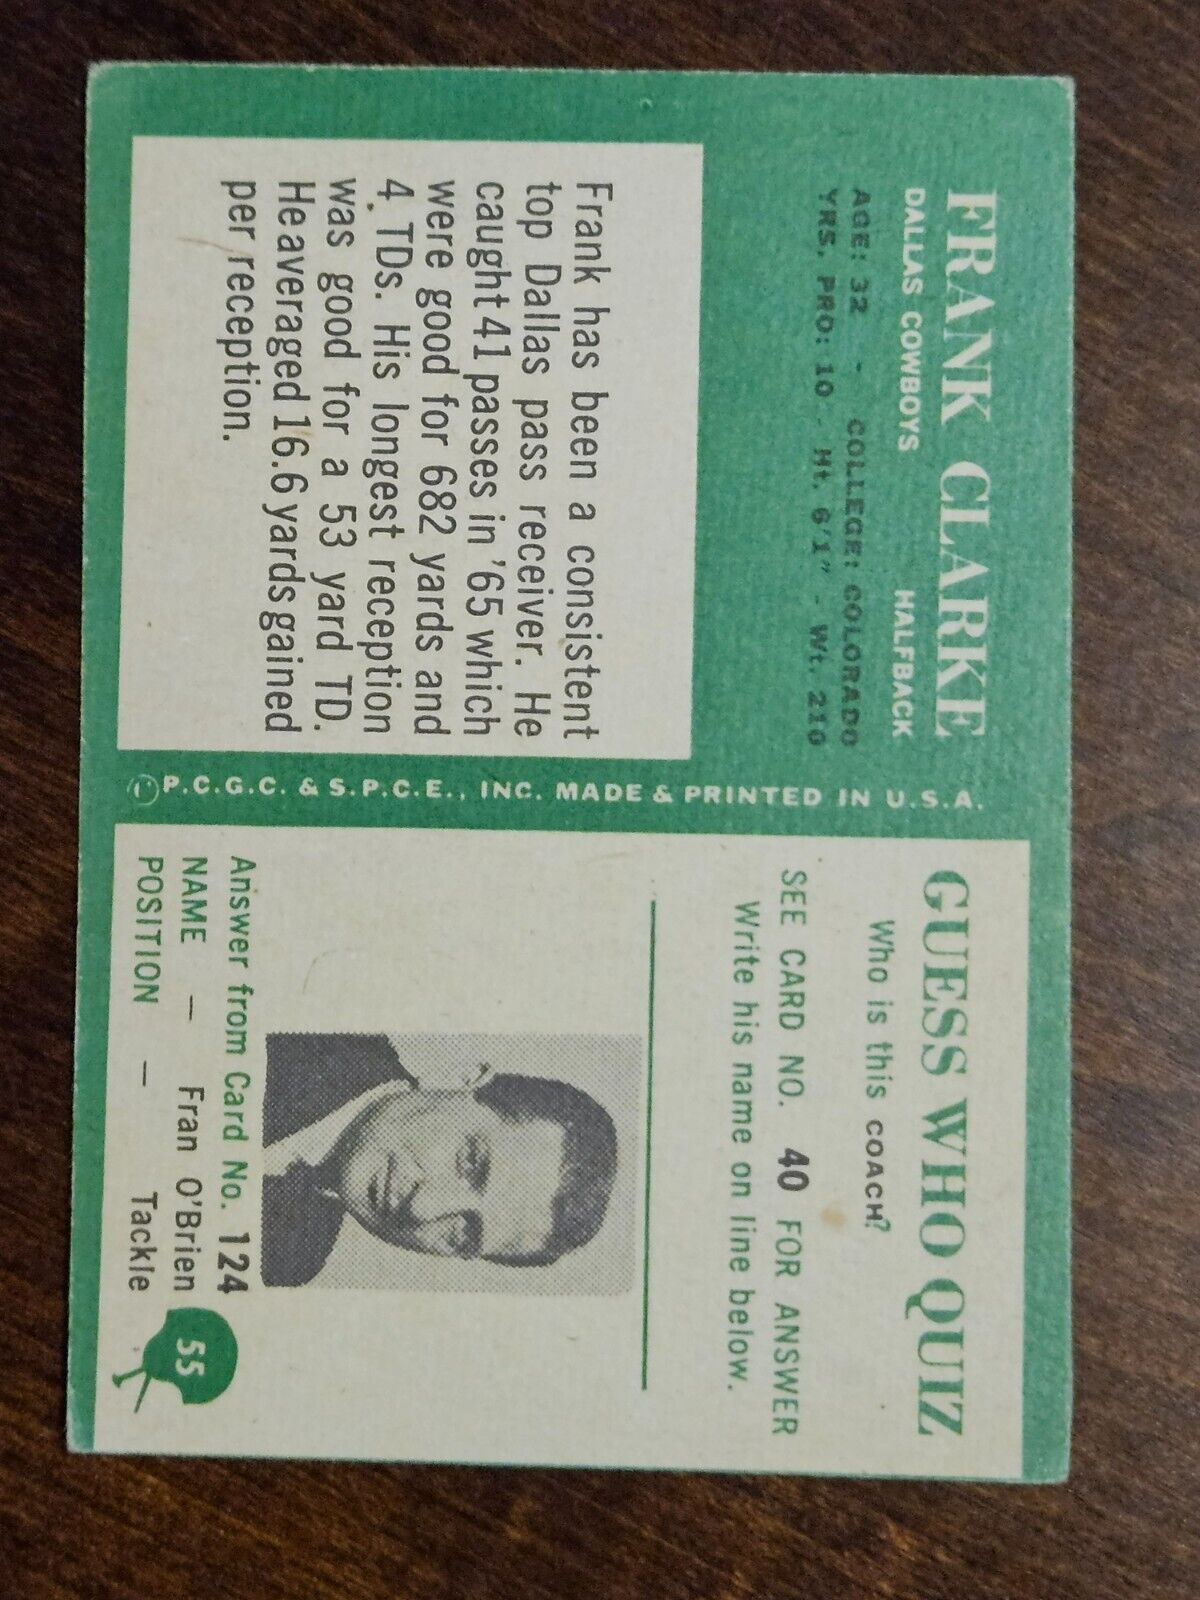 FRANK CLARKE
DALLAS COWBOYS HALFBACK
AGE: 32 - COLLEGE: COLORADO
YRS. PRO: 10 - Ht. 6'1" - Wt. 210
Frank has been a consistent
top Dallas pass receiver. He
caught 41 passes in '65 which
were good for 682 yards and
4 TDs. His longest reception
was good for a 53 yard TD.
He averaged 16.6 yards gained
per reception.
© P.C.G.C. & S.P.C.E., INC. MADE & PRINTED IN U.S.A.
GUESS WHO QUIZ
Who is this COACH?
SEE CARD NO. 40 FOR ANSWER
Write his name on line below.
Answer from Card No. 124
NAME — Fran O'Brien
POSITION — Tackle
55